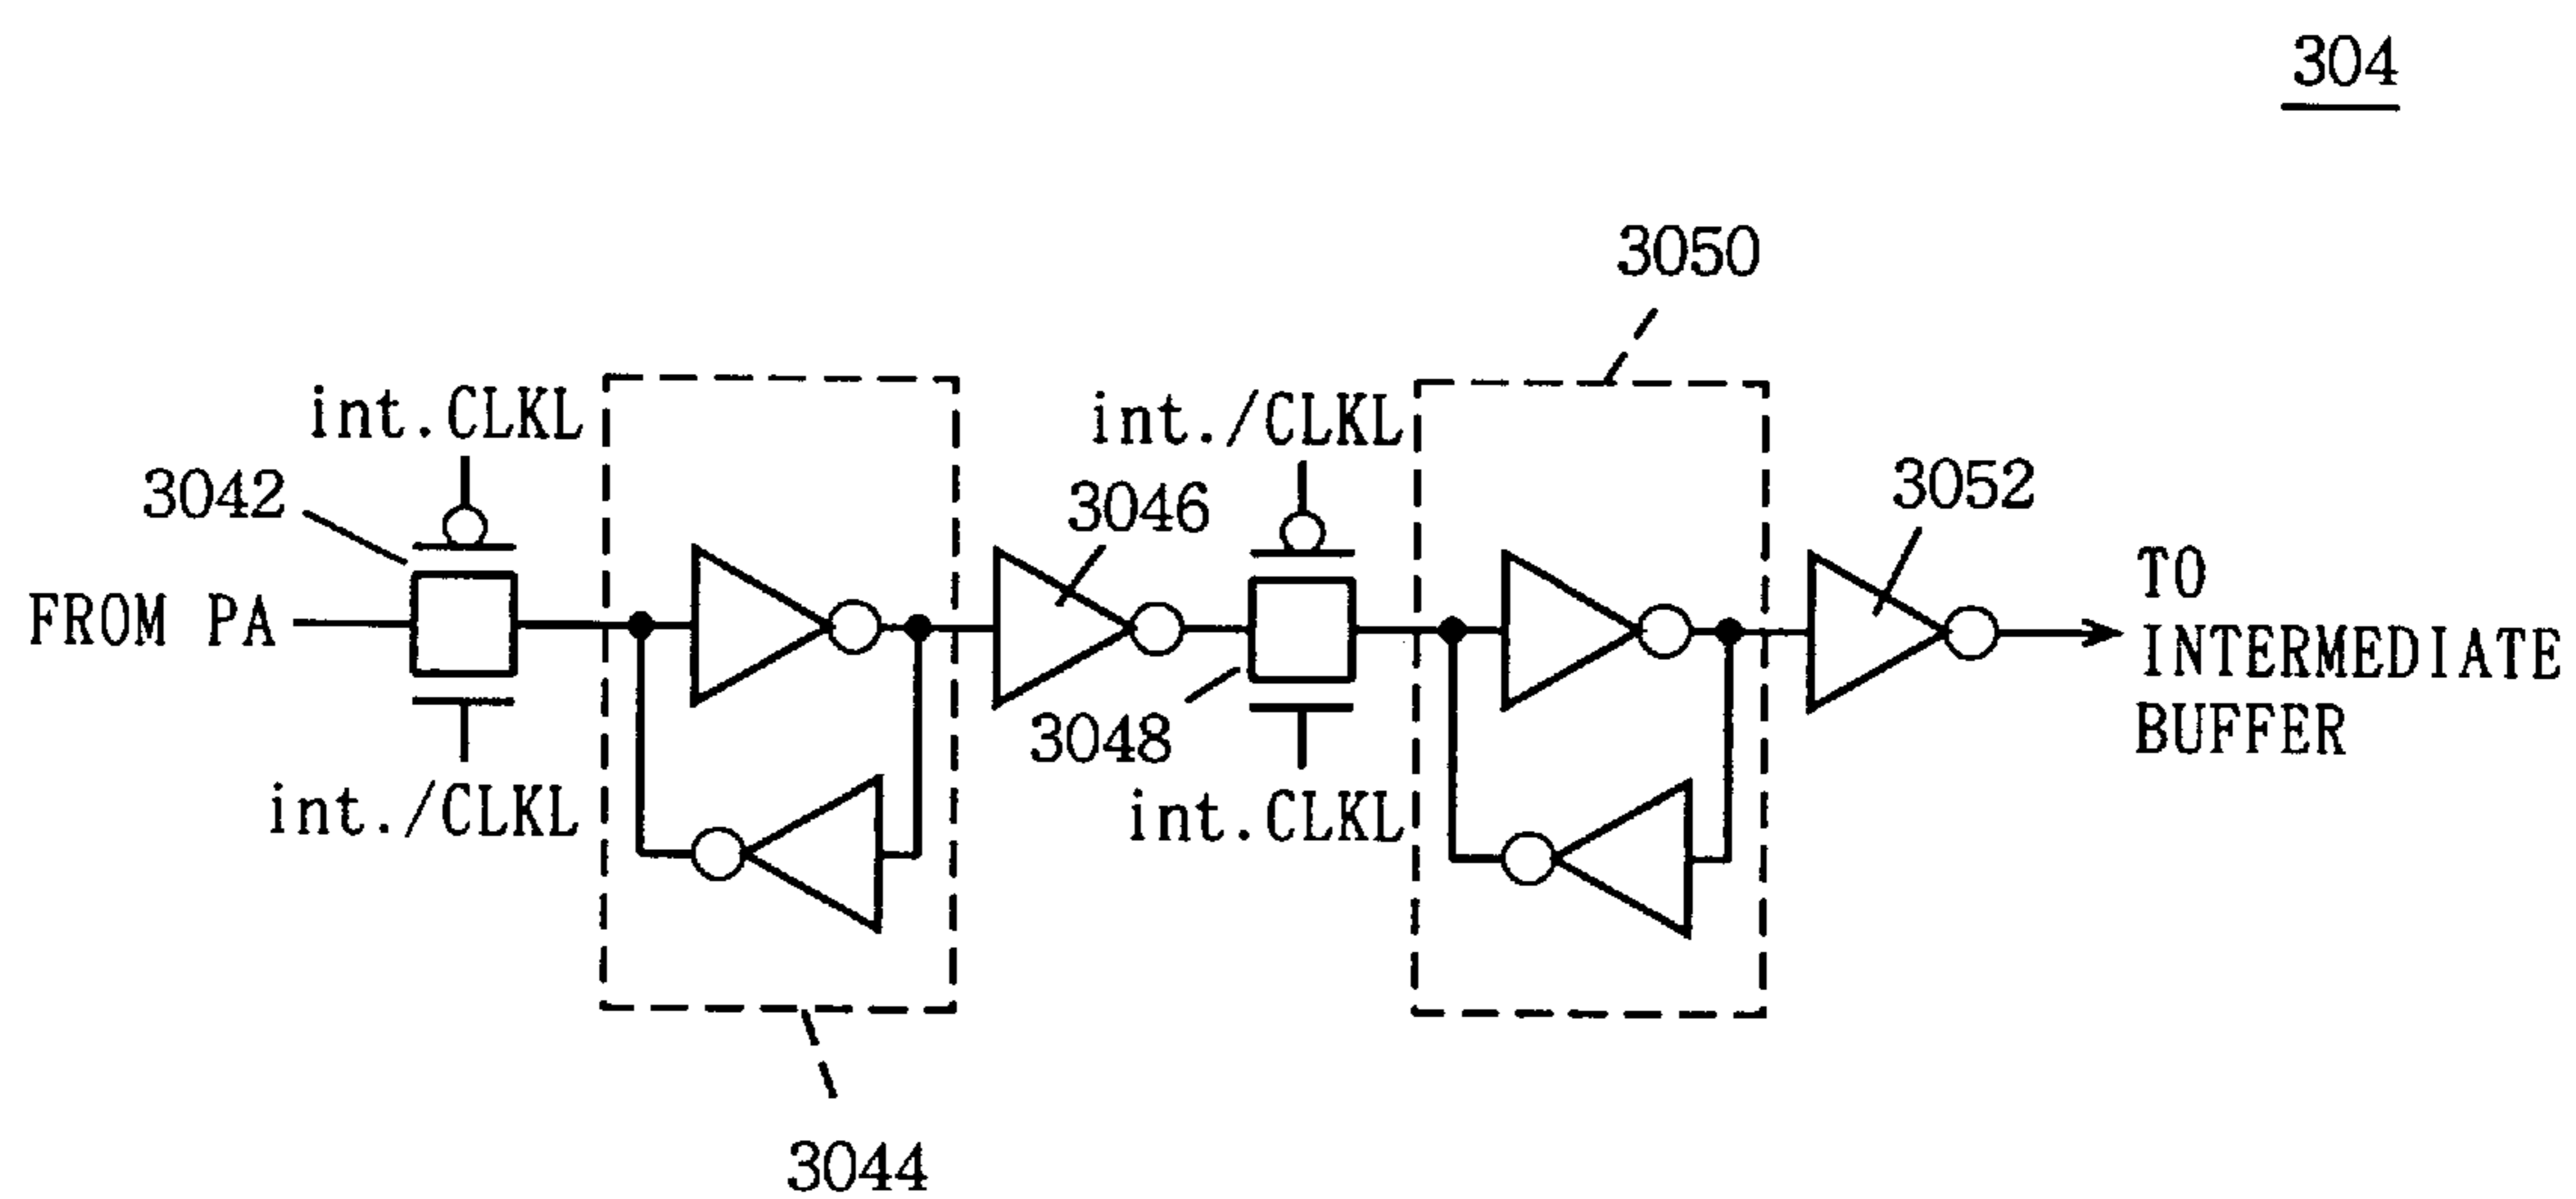 304
3050
int.CLKL
int./CLKL
3042
3046
3052
FROM PA
TO
INTERMEDIATE
BUFFER
3048
int./CLKL
int.CLKL
3044